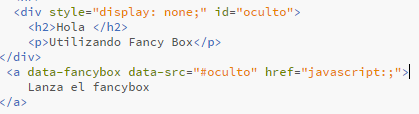 <div style="display: none;" id="oculto">
<h2>Hola </h2>
<p>Utilizando Fancy Box</p>
</div>
<a data-fancybox data-src="#oculto" href="javascript:;">
Lanza el fancybox
</a>